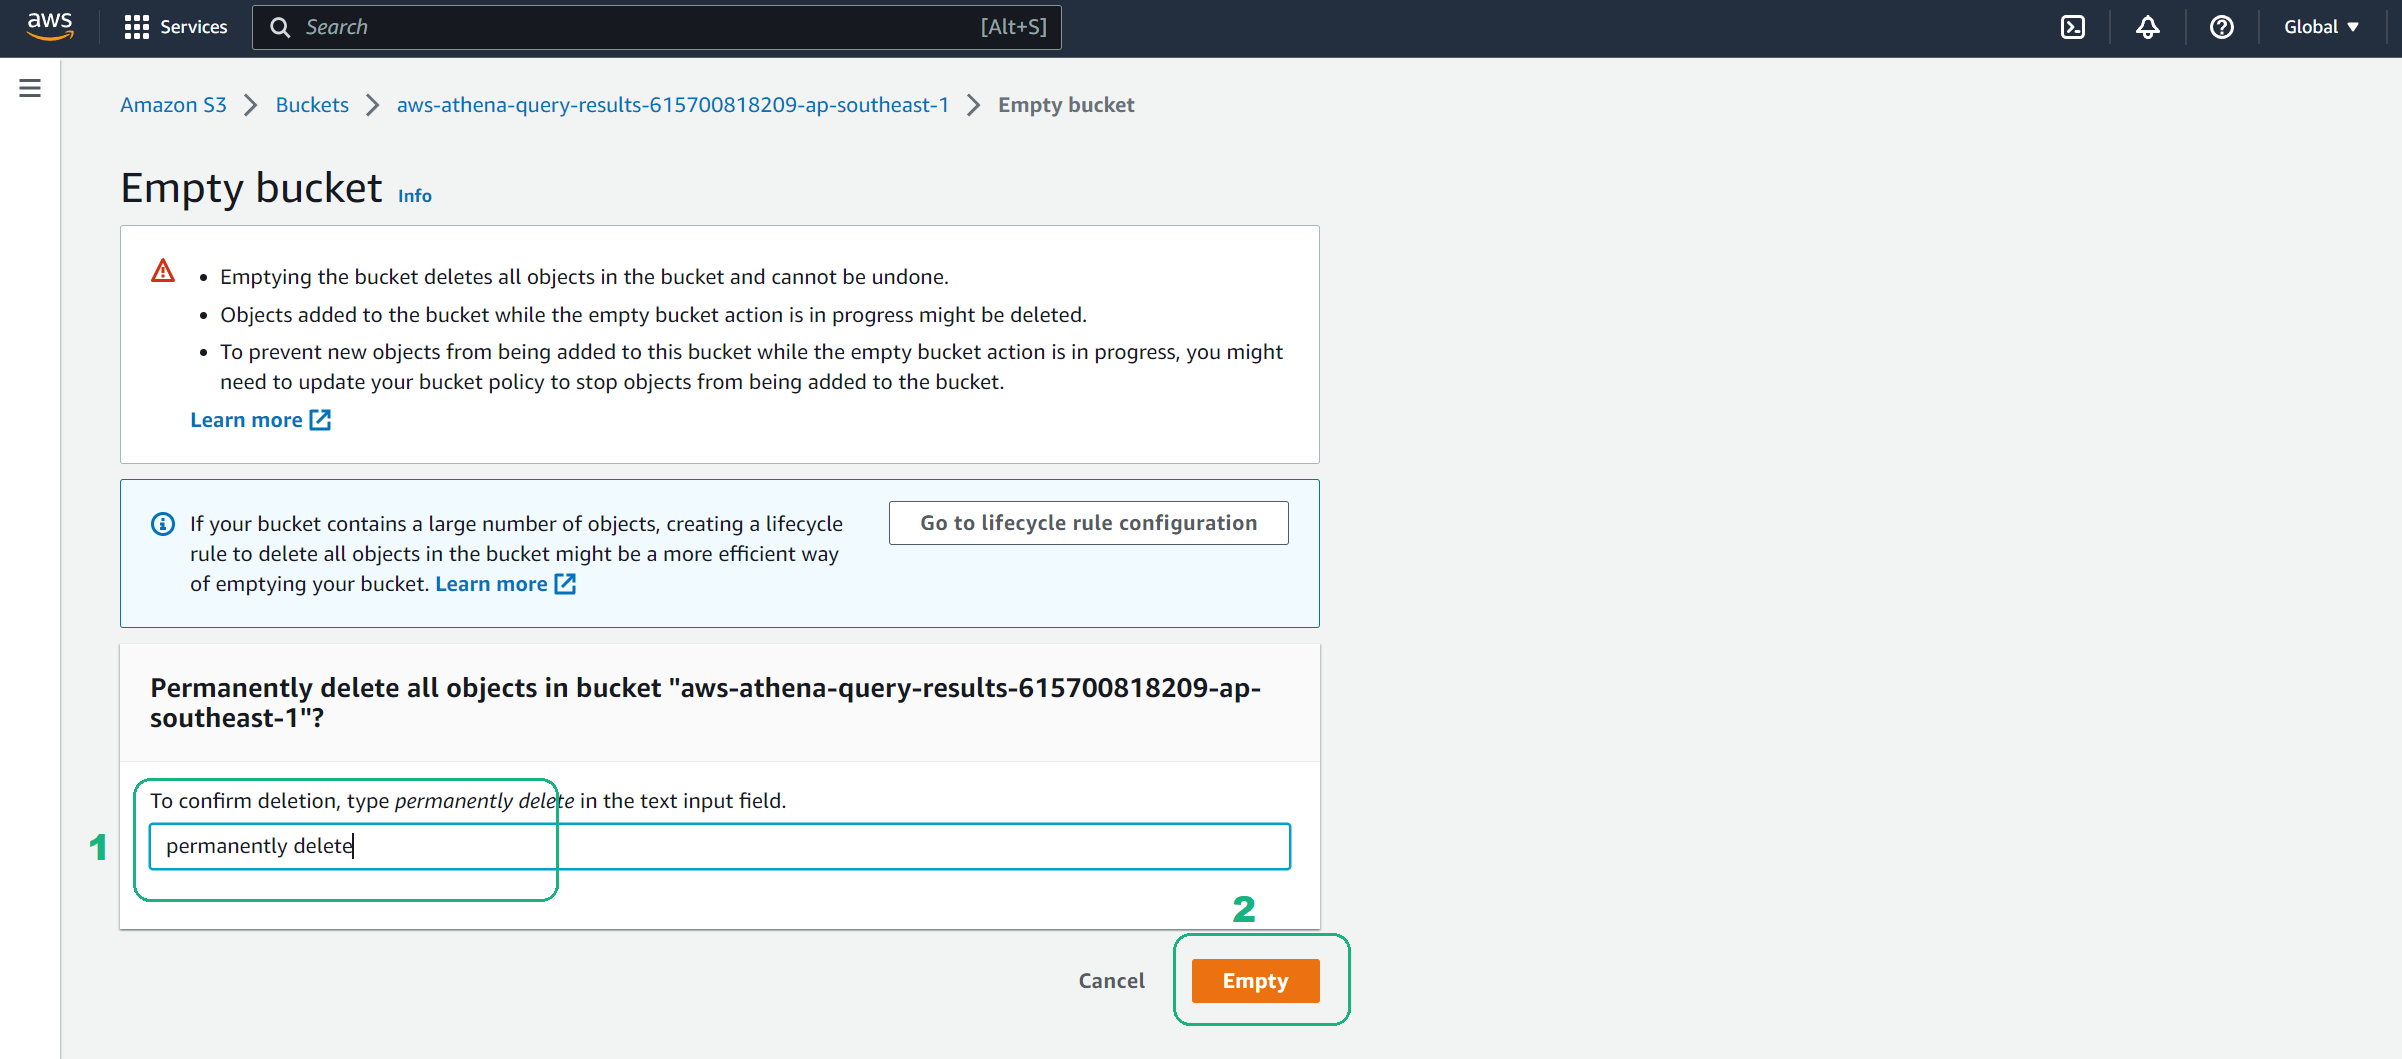 aws
Services
Search
[Alt+S]
Global
Amazon S3
Buckets
aws-athena-query-results-615700818209-ap-southeast-1
Empty bucket
Empty bucket
Info
• Emptying the bucket deletes all objects in the bucket and cannot be undone.
• Objects added to the bucket while the empty bucket action is in progress might be deleted.
• To prevent new objects from being added to this bucket while the empty bucket action is in progress, you might
need to update your bucket policy to stop objects from being added to the bucket.
Learn more
If your bucket contains a large number of objects, creating a lifecycle
rule to delete all objects in the bucket might be a more efficient way
of emptying your bucket. Learn more
Go to lifecycle rule configuration
Permanently delete all objects in bucket "aws-athena-query-results-615700818209-ap-
southeast-1"?
To confirm deletion, type permanently delete in the text input field.
1
permanently delete
2
Cancel
Empty